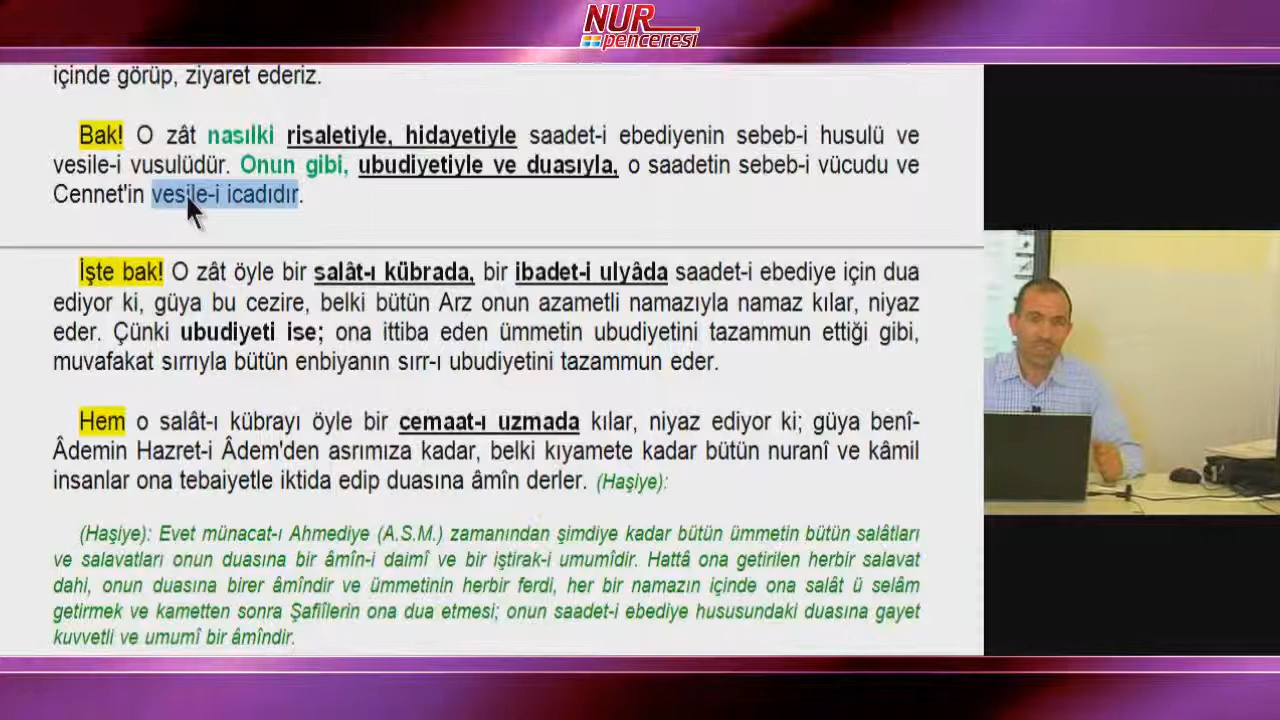 NUR
penceresi
içinde görüp, ziyaret ederiz.
Bak! O zât nasılki risaletiyle, hidayetiyle saadet-i ebediyenin sebeb-i husulü ve
vesile-i vusulüdür. Onun gibi, ubudiyetiyle ve duasıyla, o saadetin sebeb-i vücudu ve
Cennet'in vesile-i icadıdır.
İşte bak! O zât öyle bir salât-ı kübrada, bir ibadet-i ulyâda saadet-i ebediye için dua
ediyor ki, güya bu cezire, belki bütün Arz onun azametli namazıyla namaz kılar, niyaz
eder. Çünki ubudiyeti ise; ona ittiba eden ümmetin ubudiyetini tazammun ettiği gibi,
muvafakat sırrıyla bütün enbiyanın sırr-ı ubudiyetini tazammun eder.
Hem o salât-ı kübrayı öyle bir cemaat-ı uzmada kılar, niyaz ediyor ki; güya benî-
Âdemin Hazret-i Âdem'den asrımıza kadar, belki kıyamete kadar bütün nuranî ve kâmil
insanlar ona tebaiyetle iktida edip duasına âmîn derler. (Haşiye):
(Haşiye): Evet münacat-ı Ahmediye (A.S.M.) zamanından şimdiye kadar bütün ümmetin bütün salâtları
ve salavatları onun duasına bir âmîn-i daimî ve bir iştirak-i umumîdir. Hattâ ona getirilen herbir salavat
dahi, onun duasına birer âmîndir ve ümmetinin herbir ferdi, her bir namazın içinde ona salât ü selâm
getirmek ve kametten sonra Şafiîlerin ona dua etmesi; onun saadet-i ebediye hususundaki duasına gayet
kuvvetli ve umumî bir âmîndir.